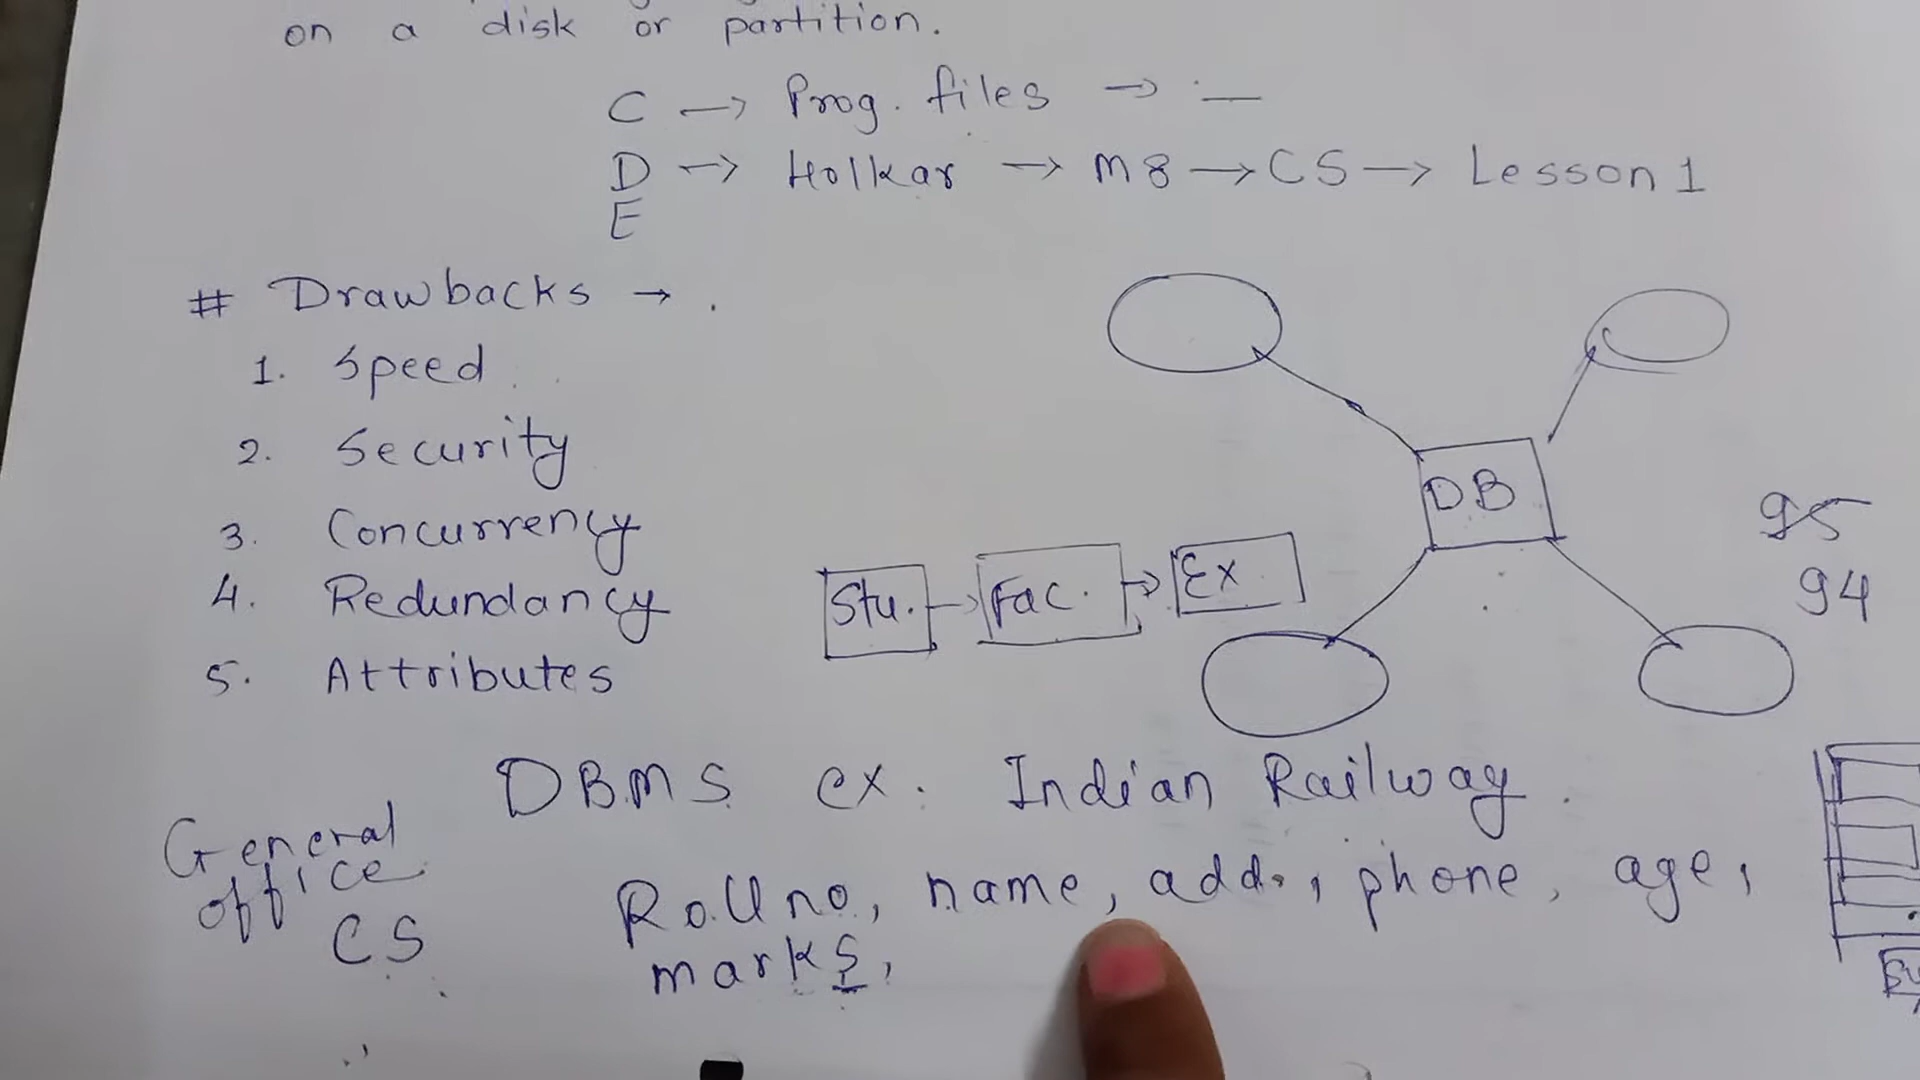 on a disk or partition.
C → Prog. files → —
D → Holkar → M8 → CS → Lesson 1
E
# Drawbacks →
1. Speed
2. Security
3. Concurrency
4. Redundancy
5. Attributes
DB
Stu. → Fac. → Ex.
95
94
DBMS ex. Indian Railway.
General
office
CS
Roll no, name, add., phone, age,
marks,